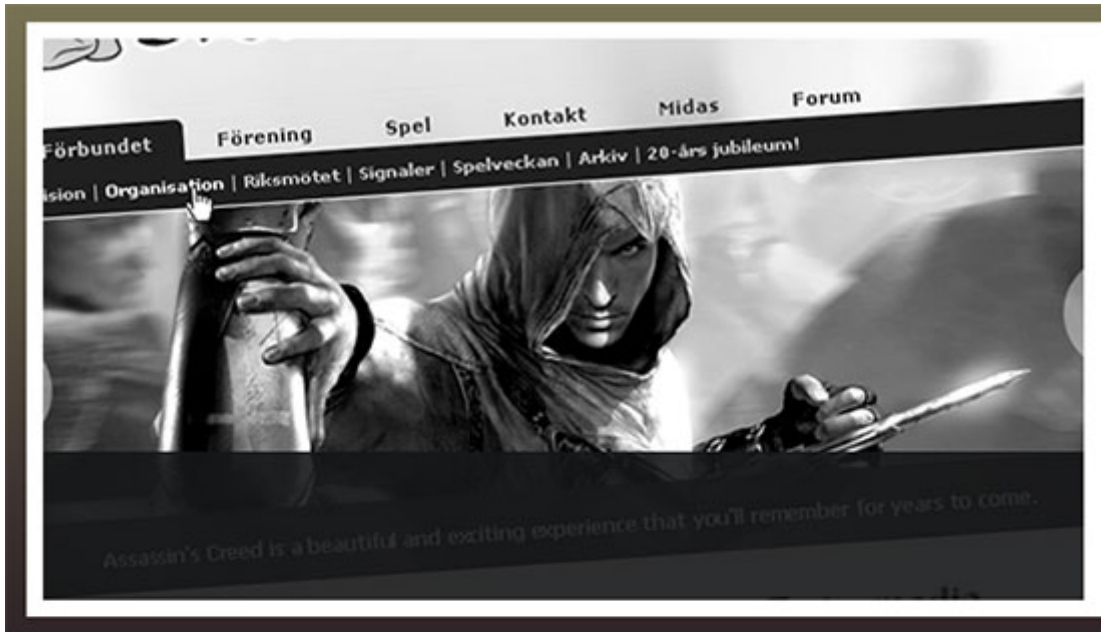 Förbundet Förening Spel Kontakt Midas Forum
ision | Organisation | Riksmötet | Signaler | Spelveckan | Arkiv | 20-års jubileum!
Assassin's Creed is a beautiful and exciting experience that you'll remember for years to come.